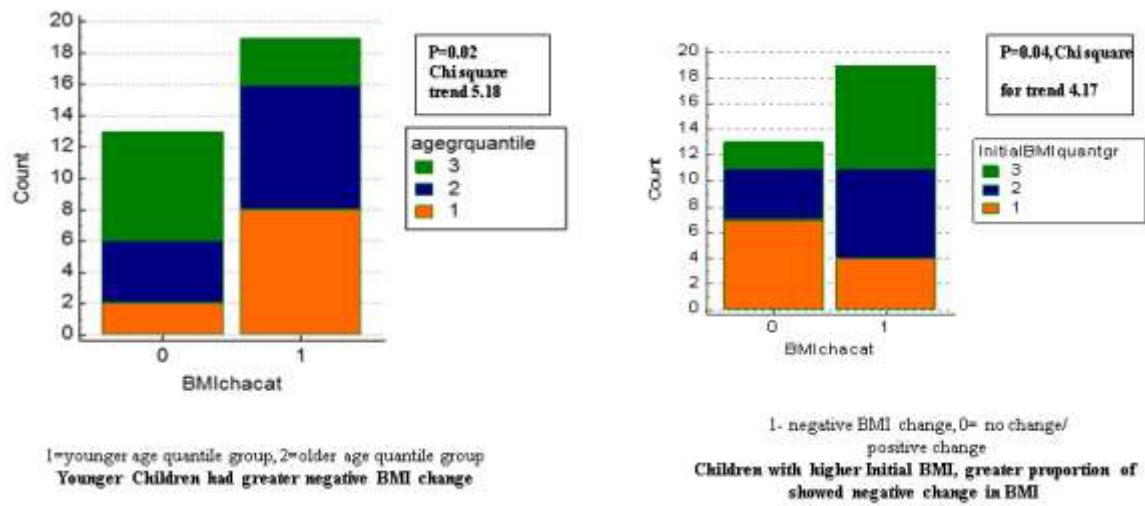 20
18
16
14
12
10
8
6
4
2
0
Count
0 1
BMIchacat
P=0.02
Chi square
trend 5.18
agegrquantile
3
2
1
1=younger age quantile group, 2=older age quantile group
Younger Children had greater negative BMI change
20
18
16
14
12
10
8
6
4
2
0
Count
0 1
BMIchacat
P=0.04, Chi square
for trend 4.17
InitialBMIquantgr
3
2
1
1- negative BMI change, 0= no change/
positive change
Children with higher Initial BMI, greater proportion of
showed negative change in BMI